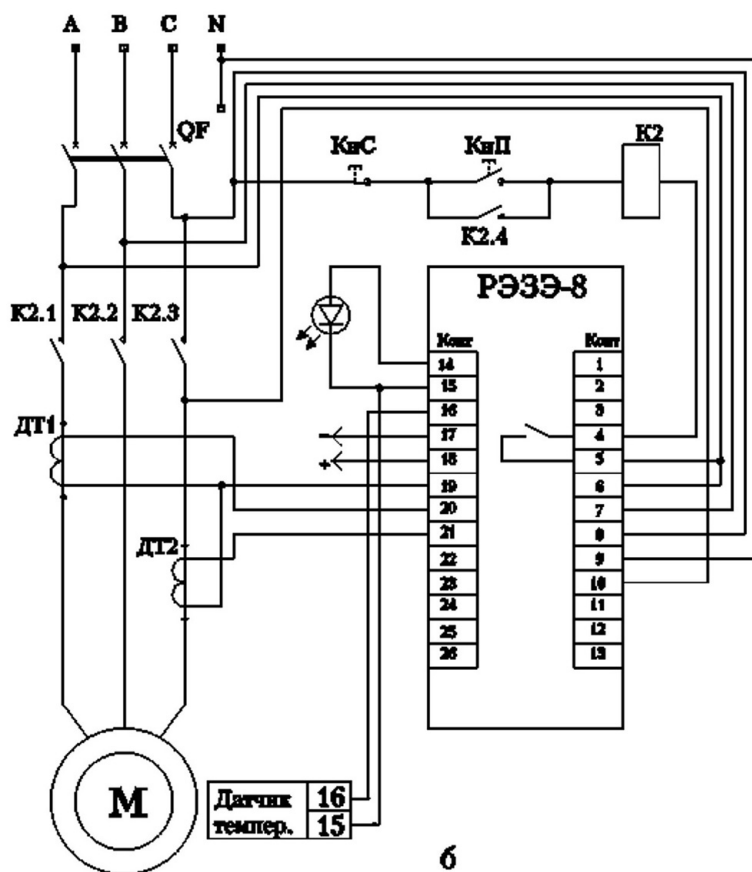 A B C N
QF
КнС КнП К2
К2.4
РЭЗЭ-8
К2.1 К2.2 К2.3
Конт Конт
14 1
15 2
16 3
17 4
18 5
19 6
20 7
21 8
22 9
23 10
24 11
25 12
26 13
ДТ1
- 
+
ДТ2
М
Датчик 16
темпер. 15
б